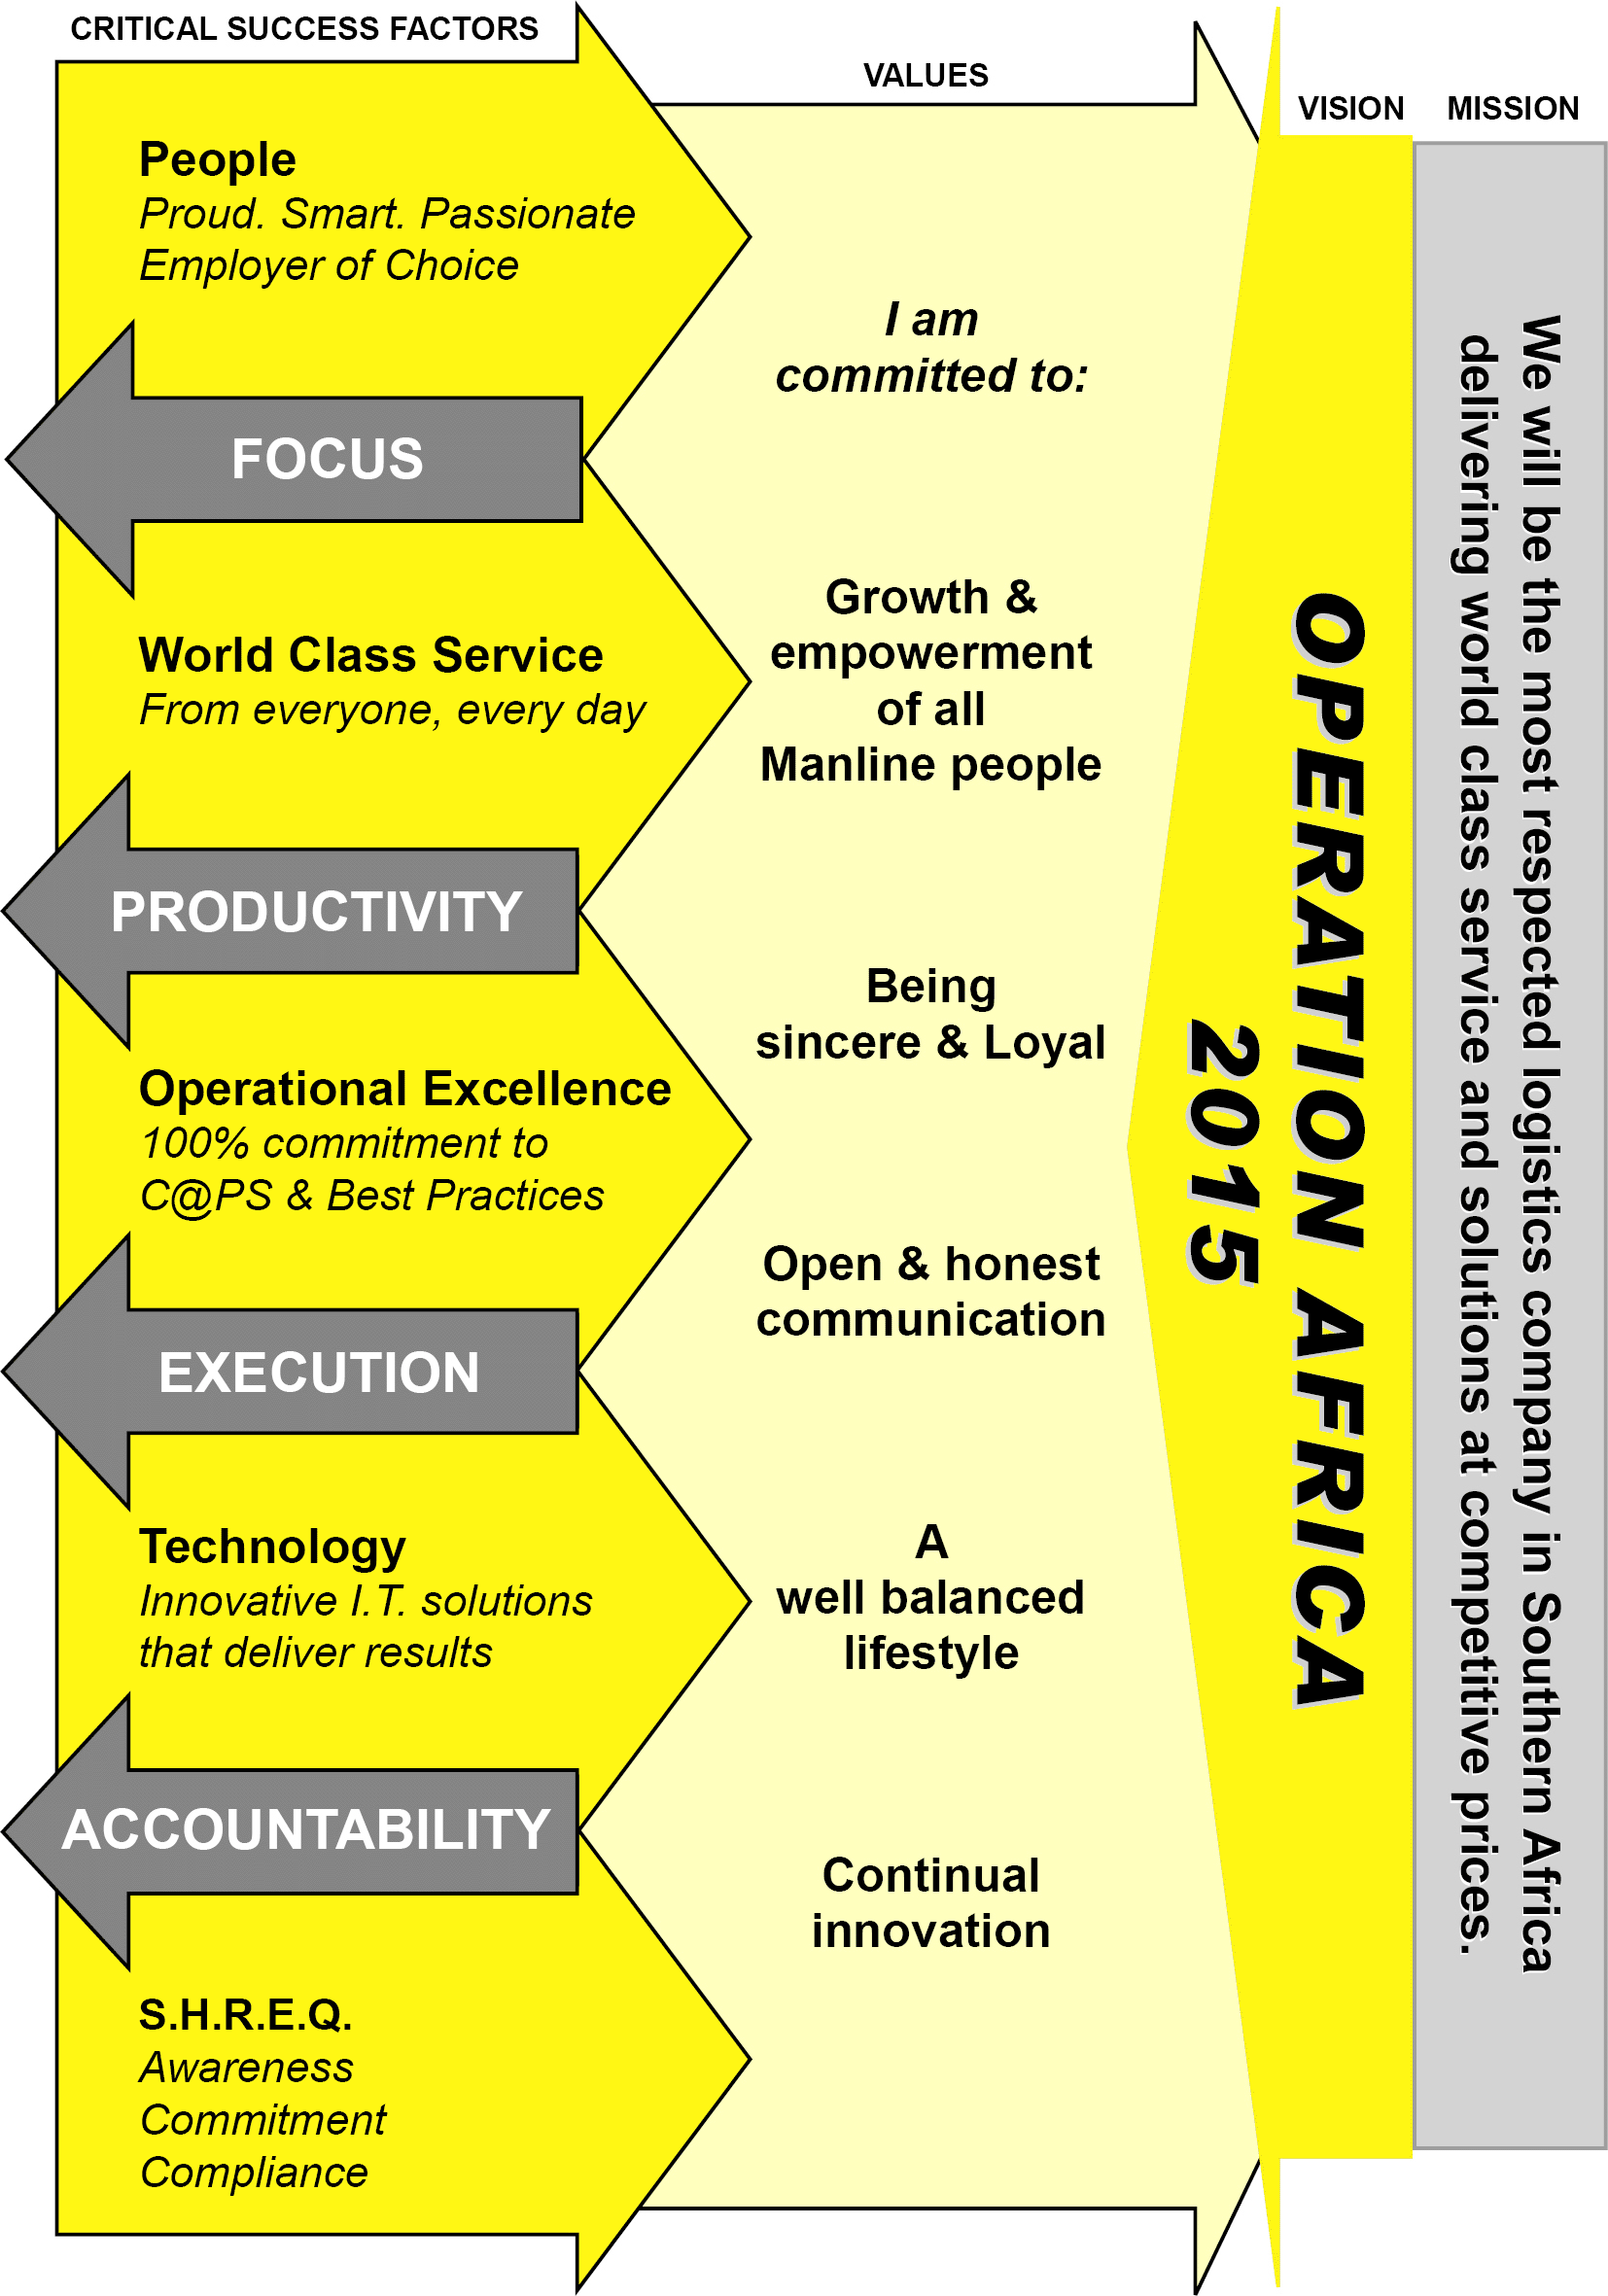 CRITICAL SUCCESS FACTORS
People
Proud. Smart. Passionate
Employer of Choice
FOCUS
World Class Service
From everyone, every day
PRODUCTIVITY
Operational Excellence
100% commitment to
C@PS & Best Practices
EXECUTION
Technology
Innovative I.T. solutions
that deliver results
ACCOUNTABILITY
S.H.R.E.Q.
Awareness
Commitment
Compliance
VALUES
I am
committed to:
Growth &
empowerment
of all
Manline people
Being
sincere & Loyal
Open & honest
communication
A
well balanced
lifestyle
Continual
innovation
VISION
OPERATION AFRICA
2015
MISSION
We will be the most respected logistics company in Southern Africa
delivering world class service and solutions at competitive prices.